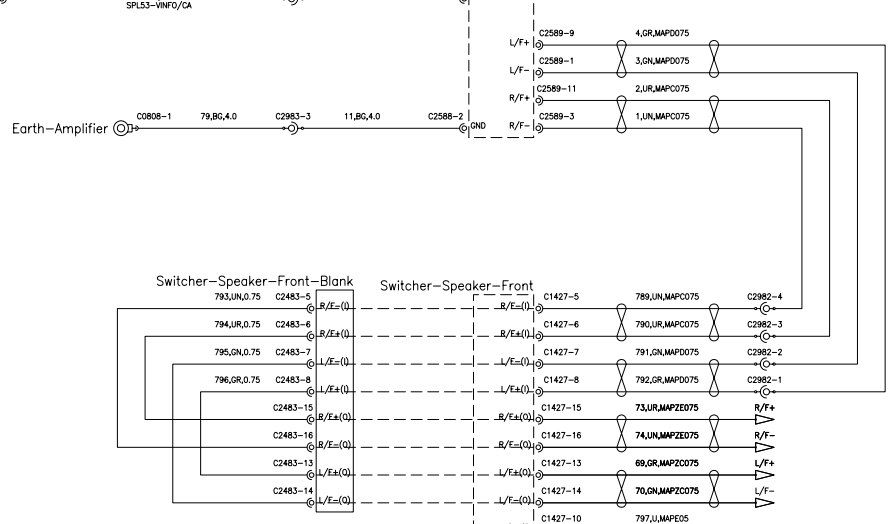 SPL53-VINFO/CA
L/F+ C2589-9 4,GR,MAPD075
L/F- C2589-1 3,GN,MAPD075
R/F+ C2589-11 2,UR,MAPC075
Earth-Amplifier C0808-1 79,BG,4.0 C2983-3 11,BG,4.0 C2588-2 GND R/F- C2589-3 1,UN,MAPC075
Switcher-Speaker-Front-Blank Switcher-Speaker-Front
793,UN,0.75 C2483-5 R/F-(I) R/F-(I) C1427-5 789,UN,MAPC075 C2982-4
794,UR,0.75 C2483-6 R/F+(I) R/F+(I) C1427-6 790,UR,MAPC075 C2982-3
795,GN,0.75 C2483-7 L/F-(I) L/F-(I) C1427-7 791,GN,MAPD075 C2982-2
796,GR,0.75 C2483-8 L/F+(I) L/F+(I) C1427-8 792,GR,MAPD075 C2982-1
C2483-15 R/F+(O) R/F+(O) C1427-15 73,UR,MAPZE075 R/F+
C2483-16 R/F-(O) R/F-(O) C1427-16 74,UN,MAPZE075 R/F-
C2483-13 L/F+(O) L/F+(O) C1427-13 69,GR,MAPZC075 L/F+
C2483-14 L/F-(O) L/F-(O) C1427-14 70,GN,MAPZC075 L/F-
C1427-10 797,U,MAPE05